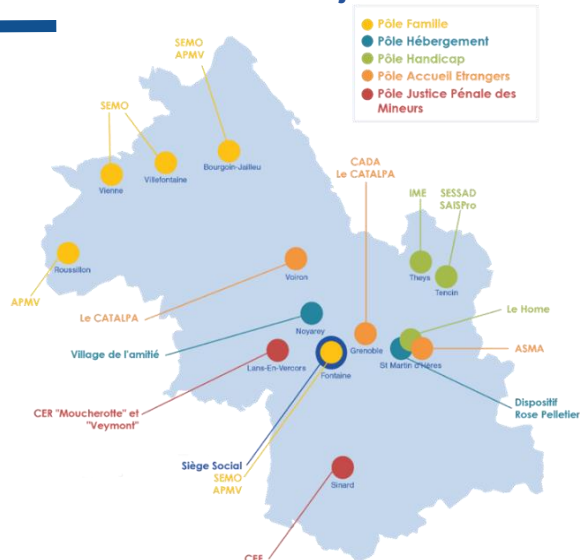 Pôle Famille
Pôle Hébergement
Pôle Handicap
Pôle Accueil Etrangers
Pôle Justice Pénale des
Mineurs
SEMO
APMV
SEMO
Bourgoin-Jailleu
Villefontaine
Vienne
CADA
Le CATALPA
IME
SESSAD
SAISPro
Roussillon
APMV
Voiron
Theys
Tencin
Le CATALPA
Noyarey
Le Home
Village de l'amitié
Grenoble
Lans-En-Vercors
Fontaine
St Martin d'Hères
ASMA
CER "Moucherotte" et
"Veymont"
Dispositif
Rose Pelletier
Siège Social
SEMO
APMV
Sinard